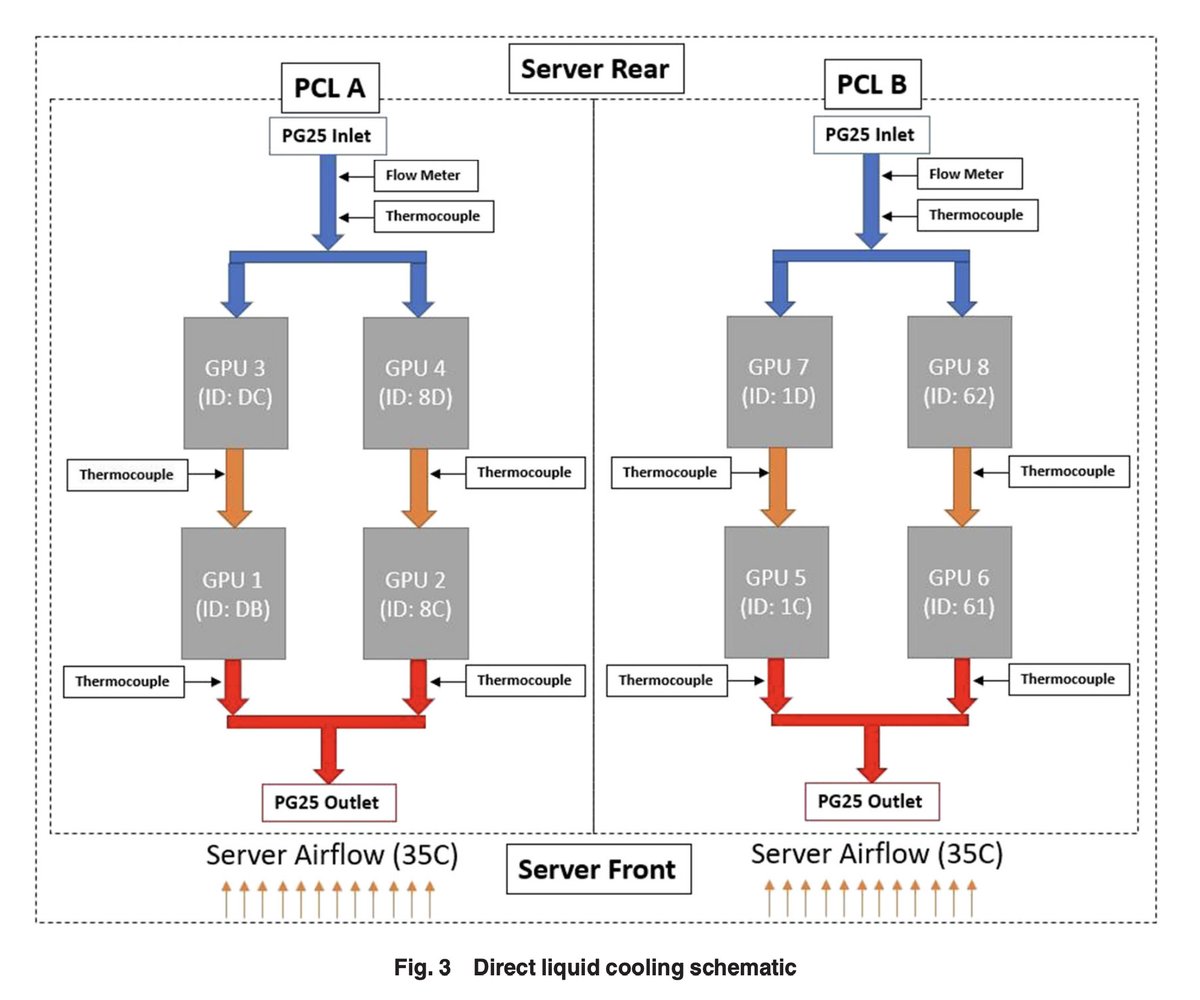 Server Rear
PCL A
PCL B
PG25 Inlet
PG25 Inlet
Flow Meter
Flow Meter
Thermocouple
Thermocouple
GPU 3
(ID: DC)
GPU 4
(ID: 8D)
GPU 7
(ID: 1D)
GPU 8
(ID: 62)
Thermocouple
Thermocouple
Thermocouple
Thermocouple
GPU 1
(ID: DB)
GPU 2
(ID: 8C)
GPU 5
(ID: 1C)
GPU 6
(ID: 61)
Thermocouple
Thermocouple
Thermocouple
Thermocouple
PG25 Outlet
PG25 Outlet
Server Airflow (35C)
Server Front
Server Airflow (35C)
Fig. 3 Direct liquid cooling schematic